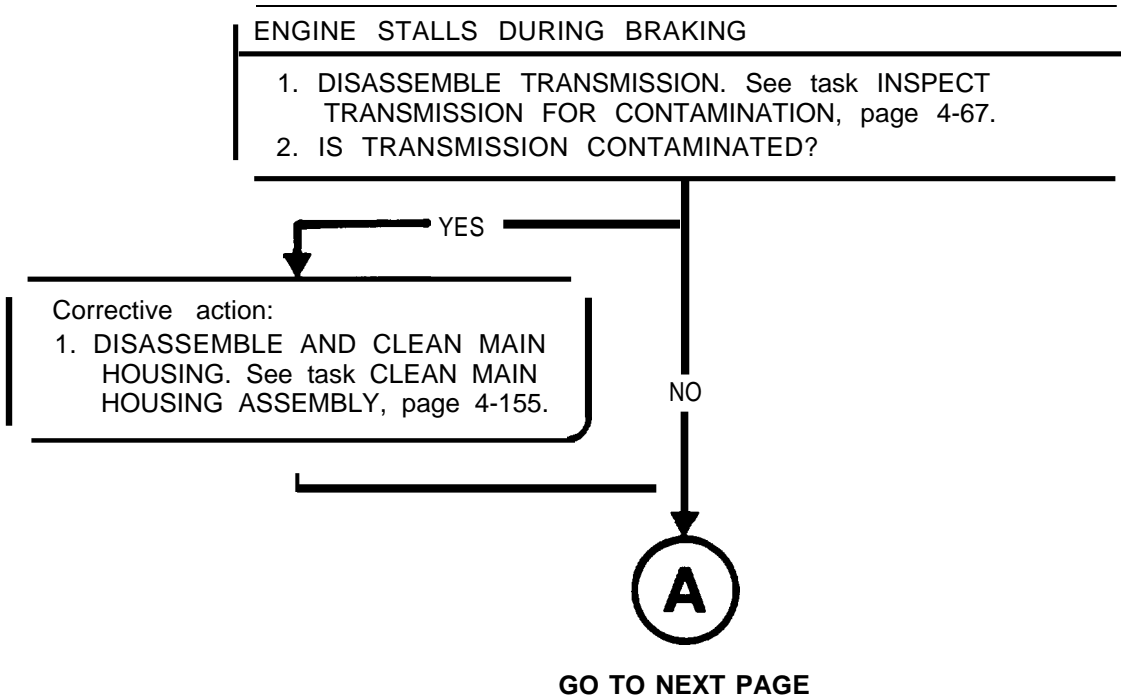 ENGINE STALLS DURING BRAKING
1. DISASSEMBLE TRANSMISSION. See task INSPECT
TRANSMISSION FOR CONTAMINATION, page 4-67.
2. IS TRANSMISSION CONTAMINATED?
YES
Corrective action:
1. DISASSEMBLE AND CLEAN MAIN
HOUSING. See task CLEAN MAIN
HOUSING ASSEMBLY, page 4-155.
NO
A
GO TO NEXT PAGE